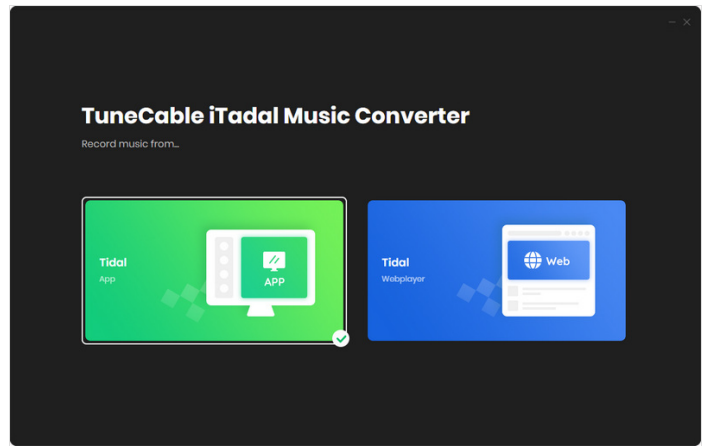 TuneCable iTadal Music Converter
Record music from...
Tidal
App
APP
Tidal
Webplayer
Web